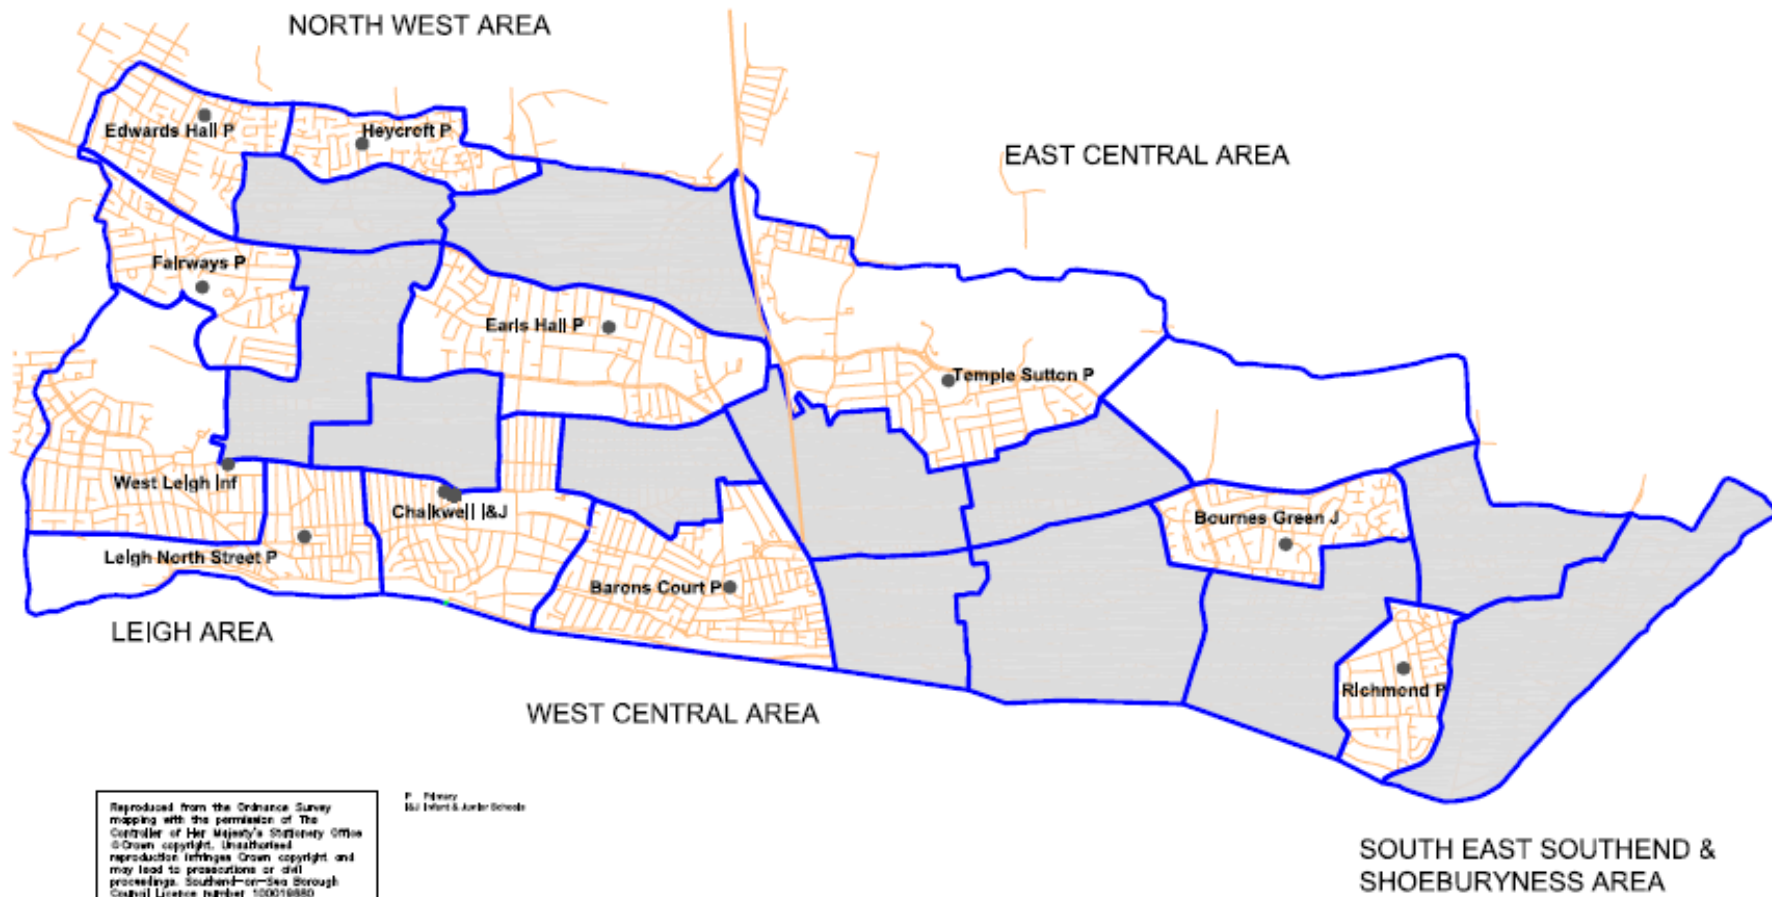 NORTH WEST AREA
Edwards Hall P
Heycroft P
EAST CENTRAL AREA
Fairways P
Earls Hall P
Temple Sutton P
West Leigh Inf
Chalkwell I&J
Bournes Green J
Leigh North Street P
Barons Court P
LEIGH AREA
Richmond P
WEST CENTRAL AREA
P Primary
I&J Infant & Junior Schools
Reproduced from the Ordnance Survey
mapping with the permission of The
Controller of Her Majesty's Stationery Office
©Crown copyright. Unauthorised
reproduction infringes Crown copyright and
may lead to prosecutions or civil
proceedings. Southend-on-Sea Borough
Council Licence number 100019680
SOUTH EAST SOUTHEND &
SHOEBURYNESS AREA